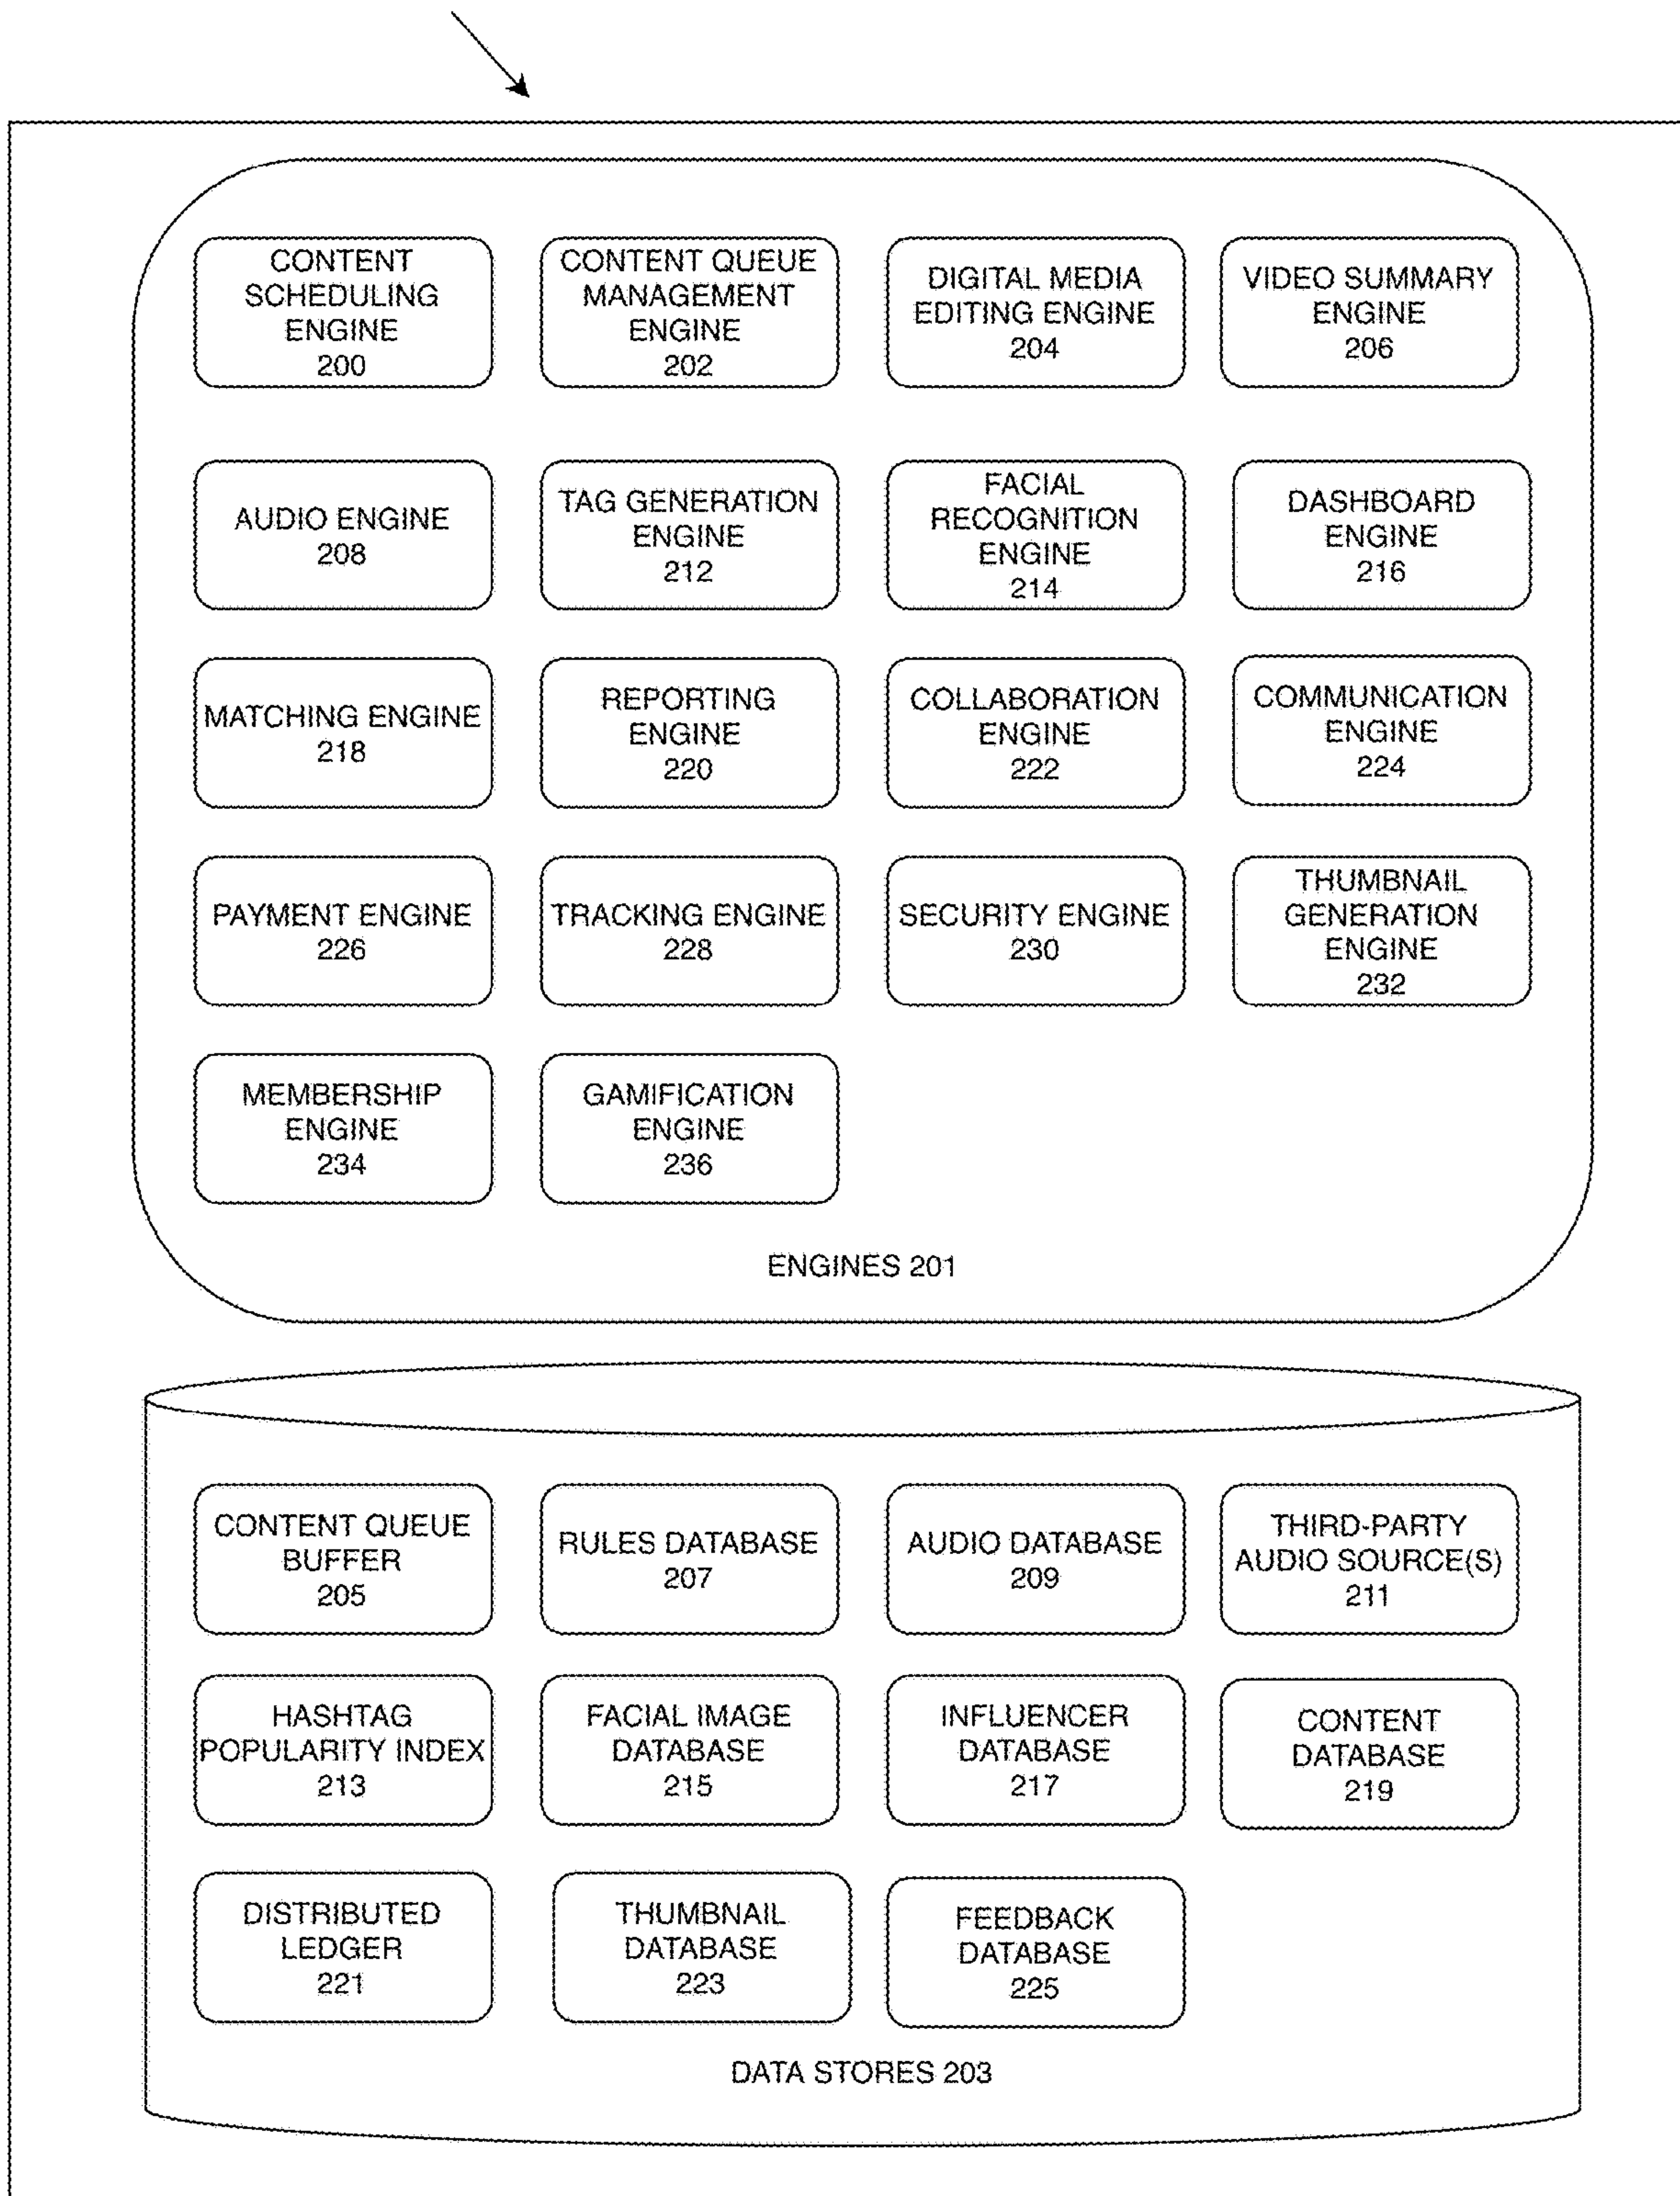 CONTENT
SCHEDULING
ENGINE
200
CONTENT QUEUE
MANAGEMENT
ENGINE
202
DIGITAL MEDIA
EDITING ENGINE
204
VIDEO SUMMARY
ENGINE
206
AUDIO ENGINE
208
TAG GENERATION
ENGINE
212
FACIAL
RECOGNITION
ENGINE
214
DASHBOARD
ENGINE
216
MATCHING ENGINE
218
REPORTING
ENGINE
220
COLLABORATION
ENGINE
222
COMMUNICATION
ENGINE
224
PAYMENT ENGINE
226
TRACKING ENGINE
228
SECURITY ENGINE
230
THUMBNAIL
GENERATION
ENGINE
232
MEMBERSHIP
ENGINE
234
GAMIFICATION
ENGINE
236
ENGINES 201
CONTENT QUEUE
BUFFER
205
RULES DATABASE
207
AUDIO DATABASE
209
THIRD-PARTY
AUDIO SOURCE(S)
211
HASHTAG
POPULARITY INDEX
213
FACIAL IMAGE
DATABASE
215
INFLUENCER
DATABASE
217
CONTENT
DATABASE
219
DISTRIBUTED
LEDGER
221
THUMBNAIL
DATABASE
223
FEEDBACK
DATABASE
225
DATA STORES 203